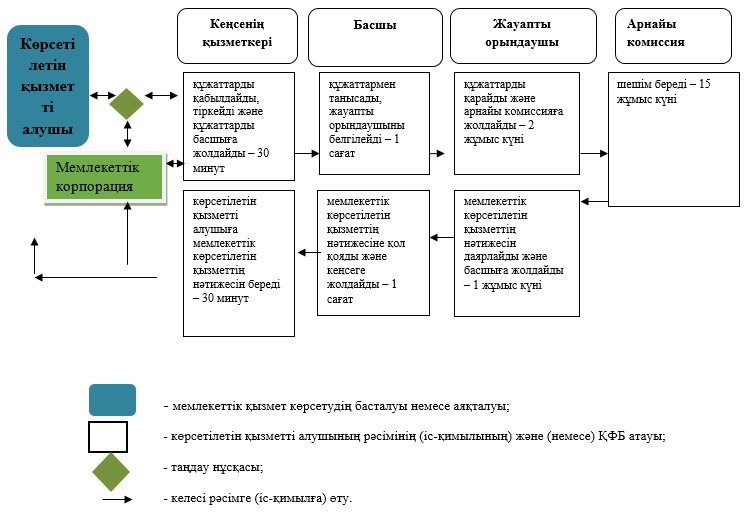 Көрсеті
летін
қызмет
ті
алушы
Мемлекеттік
корпорация
Кеңсенің
қызметкері
Басшы
Жауапты
орындаушы
Арнайы
комиссия
құжаттарды
қабылдайды,
тіркейді және
құжаттарды
басшыға
жолдайды – 30
минут
құжаттармен
танысады,
жауапты
орындаушыны
белгілейді – 1
сағат
құжаттарды
қарайды және
арнайы комиссияға
жолдайды – 2
жұмыс күні
шешім береді – 15
жұмыс күні
көрсетілетін
қызметті
алушыға
мемлекеттік
көрсетілетін
қызметтің
нәтижесін береді
– 30 минут
мемлекеттік
көрсетілетін
қызметтің
нәтижесіне қол
қояды және
кеңсеге
жолдайды – 1
сағат
мемлекеттік
көрсетілетін
қызметтің
нәтижесін
даярлайды және
басшыға жолдайды
– 1 жұмыс күні
- мемлекеттік қызмет көрсетудің басталуы немесе аяқталуы;
- көрсетілетін қызметті алушының рәсімінің (іс-қимылының) және (немесе) ҚФБ атауы;
- таңдау нұсқасы;
- келесі рәсімге (іс-қимылға) өту.